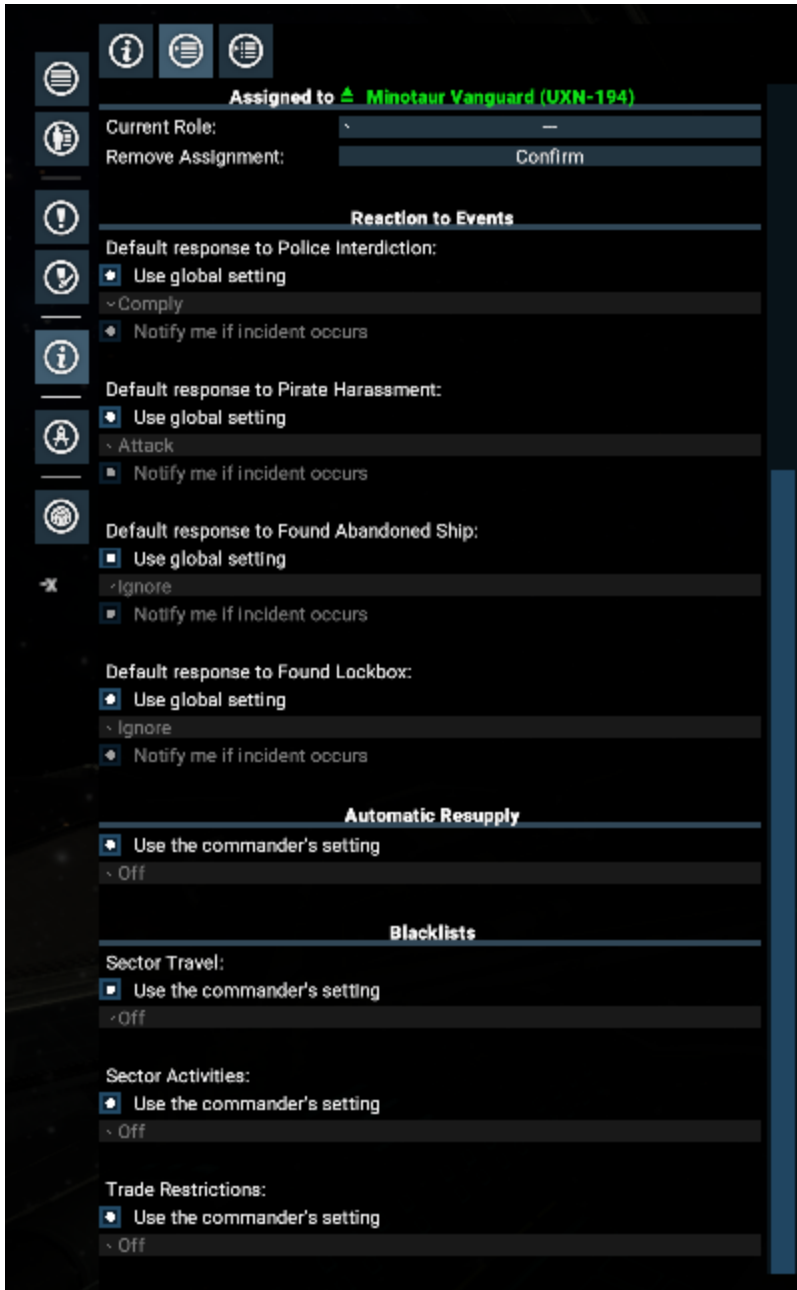 Assigned to Minotaur Vanguard (UXN-194)
Current Role: —
Remove Assignment: Confirm
Reaction to Events
Default response to Police Interdiction:
Use global setting
Comply
Notify me if incident occurs
Default response to Pirate Harassment:
Use global setting
Attack
Notify me if incident occurs
Default response to Found Abandoned Ship:
Use global setting
Ignore
Notify me if incident occurs
Default response to Found Lockbox:
Use global setting
Ignore
Notify me if incident occurs
Automatic Resupply
Use the commander's setting
Off
Blacklists
Sector Travel:
Use the commander's setting
Off
Sector Activities:
Use the commander's setting
Off
Trade Restrictions:
Use the commander's setting
Off